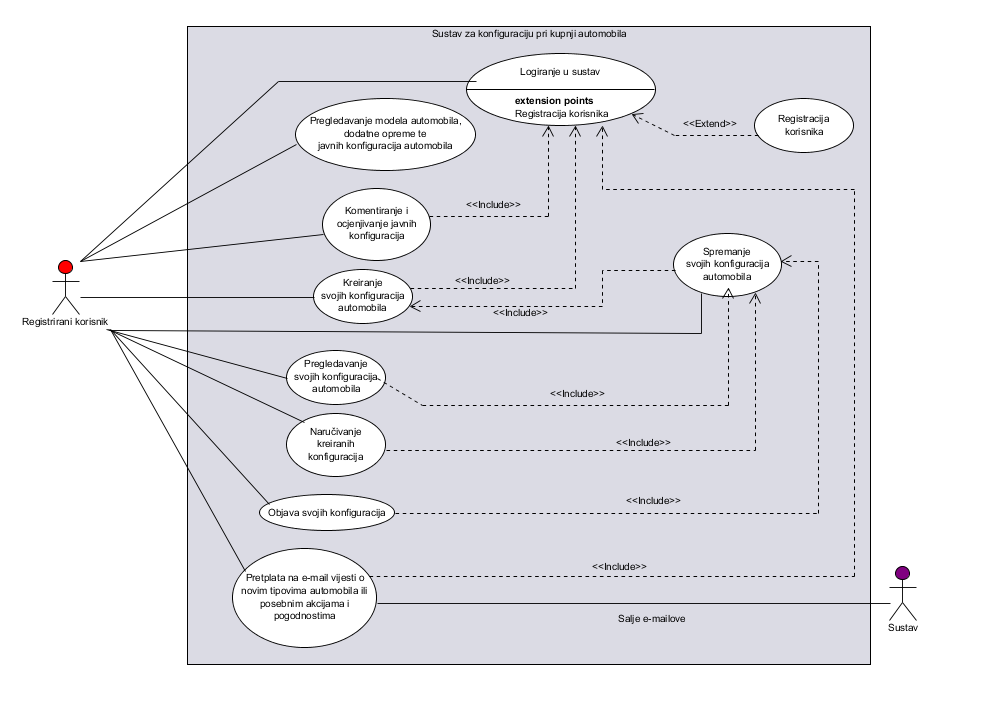 Sustav za konfiguraciju pri kupnji automobila
Logiranje u sustav
extension points
Registracija korisnika
Pregledavanje modela automobila,
dodatne opreme te
javnih konfiguracija automobila
<<Extend>>
Registracija
korisnika
Komentiranje i
ocjenjivanje javnih
konfiguracija
<<Include>>
Spremanje
svojih konfiguracija
automobila
Kreiranje
svojih konfiguracija
automobila
<<Include>>
<<Include>>
Registrirani korisnik
Pregledavanje
svojih konfiguracija
automobila
<<Include>>
Naručivanje
kreiranih
konfiguracija
<<Include>>
Objava svojih konfiguracija
<<Include>>
Pretplata na e-mail vijesti o
novim tipovima automobila ili
posebnim akcijama i
pogodnostima
<<Include>>
Salje e-mailove
Sustav